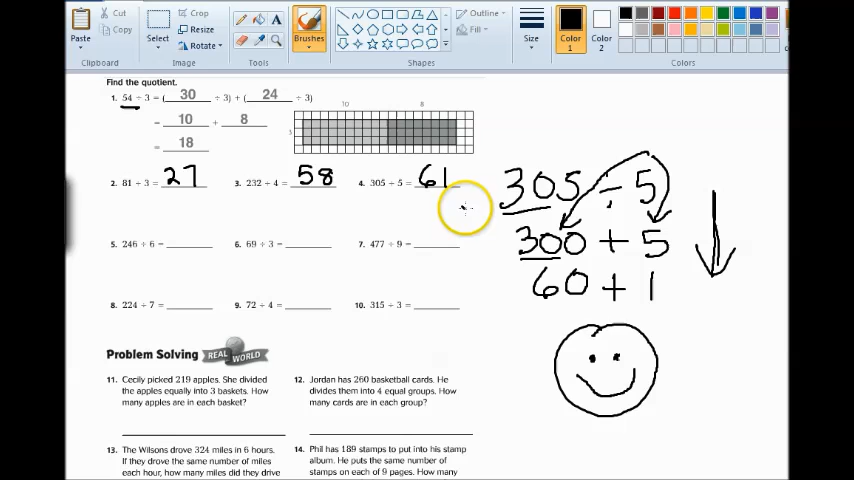 Cut
Copy
Paste
Clipboard
Select
Crop
Resize
Rotate
Image
Tools
Brushes
Outline
Fill
Shapes
Size
Color 1
Color 2
Colors
Find the quotient.
1. 54 ÷ 3 = ( 30 ÷ 3) + ( 24 ÷ 3)
= 10 + 8
= 18
10
8
3
2. 81 ÷ 3 = 27
3. 232 ÷ 4 = 58
4. 305 ÷ 5 = 61
305 ÷ 5
300 + 5
60 + 1
5. 246 ÷ 6 =
6. 69 ÷ 3 =
7. 477 ÷ 9 =
8. 224 ÷ 7 =
9. 72 ÷ 4 =
10. 315 ÷ 3 =
Problem Solving REAL WORLD
11. Cecily picked 219 apples. She divided
the apples equally into 3 baskets. How
many apples are in each basket?
12. Jordan has 260 basketball cards. He
divides them into 4 equal groups. How
many cards are in each group?
13. The Wilsons drove 324 miles in 6 hours.
If they drove the same number of miles
each hour, how many miles did they drive
14. Phil has 189 stamps to put into his stamp
album. He puts the same number of
stamps on each of 9 pages. How many